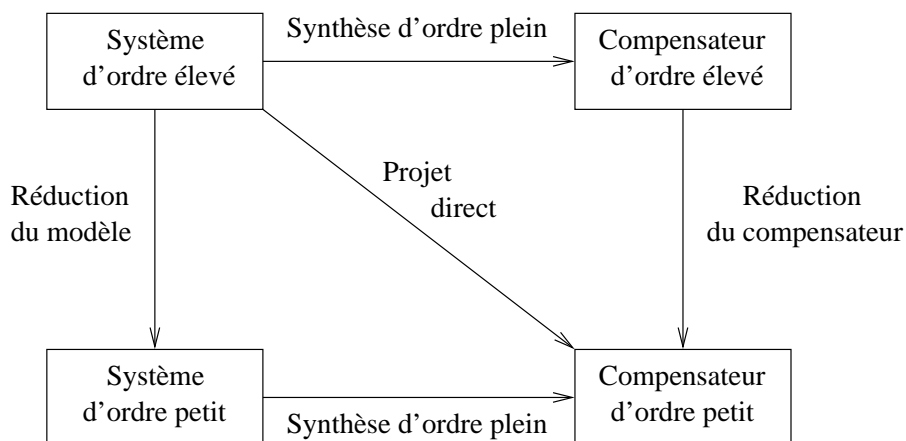 Système
d'ordre élevé
Synthèse d'ordre plein
Compensateur
d'ordre élevé
Réduction
du modèle
Projet
direct
Réduction
du compensateur
Système
d'ordre petit
Synthèse d'ordre plein
Compensateur
d'ordre petit